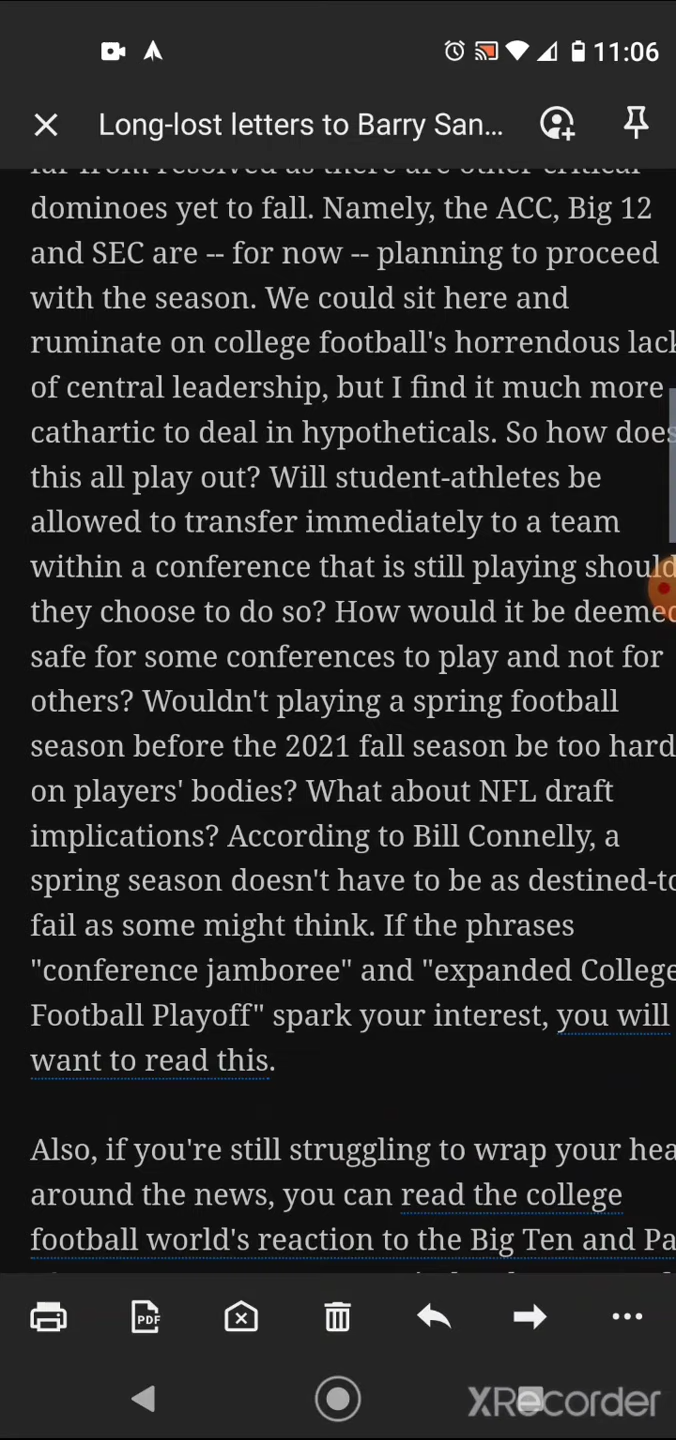 11:06
Long-lost letters to Barry San...
far from resolved as there are other critical
dominoes yet to fall. Namely, the ACC, Big 12
and SEC are -- for now -- planning to proceed
with the season. We could sit here and
ruminate on college football's horrendous lack
of central leadership, but I find it much more
cathartic to deal in hypotheticals. So how does
this all play out? Will student-athletes be
allowed to transfer immediately to a team
within a conference that is still playing should
they choose to do so? How would it be deemed
safe for some conferences to play and not for
others? Wouldn't playing a spring football
season before the 2021 fall season be too hard
on players' bodies? What about NFL draft
implications? According to Bill Connelly, a
spring season doesn't have to be as destined-to
fail as some might think. If the phrases
"conference jamboree" and "expanded College
Football Playoff" spark your interest, you will
want to read this.
Also, if you're still struggling to wrap your hea
around the news, you can read the college
football world's reaction to the Big Ten and Pa
PDF
XRecorder